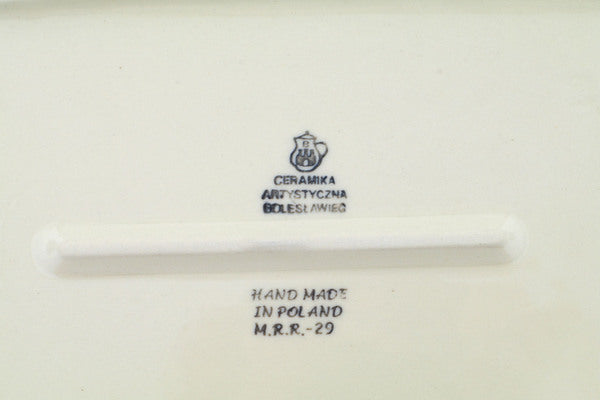 CERAMIKA
ARTYSTYCZNA
BOLESŁAWIEC
HAND MADE
IN POLAND
M.R.R.-29